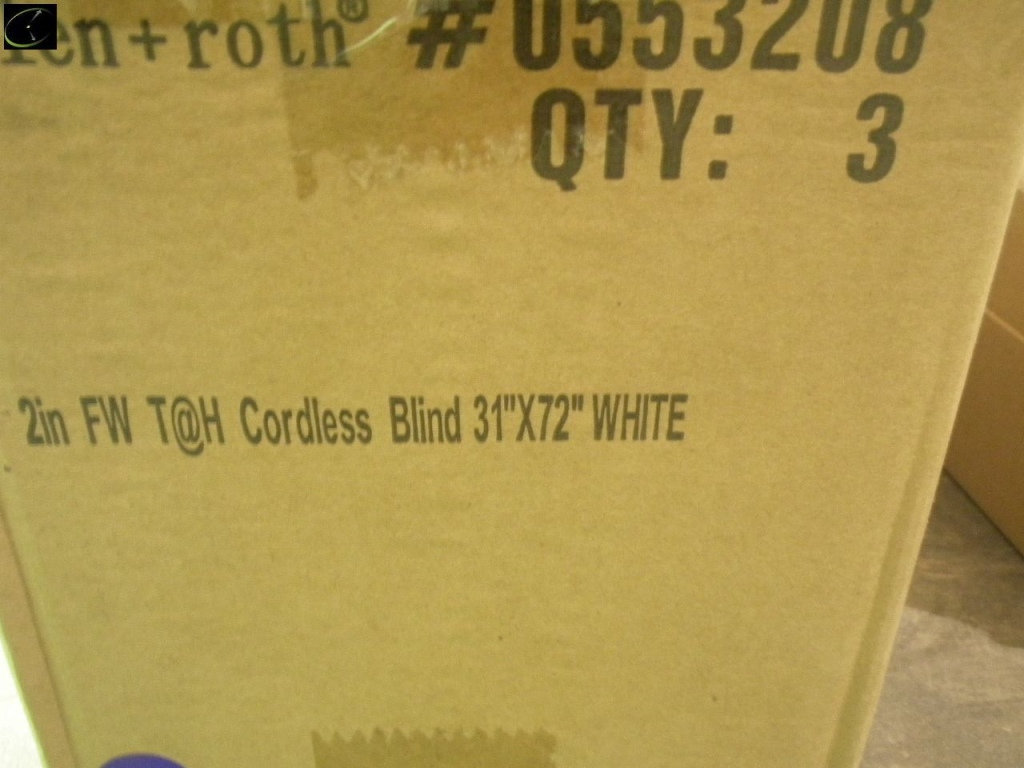 en+roth® #0553208
QTY: 3
2in FW T@H Cordless Blind 31"X72" WHITE